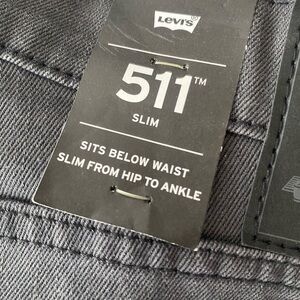 Levi's
511™
SLIM
SITS BELOW WAIST
SLIM FROM HIP TO ANKLE